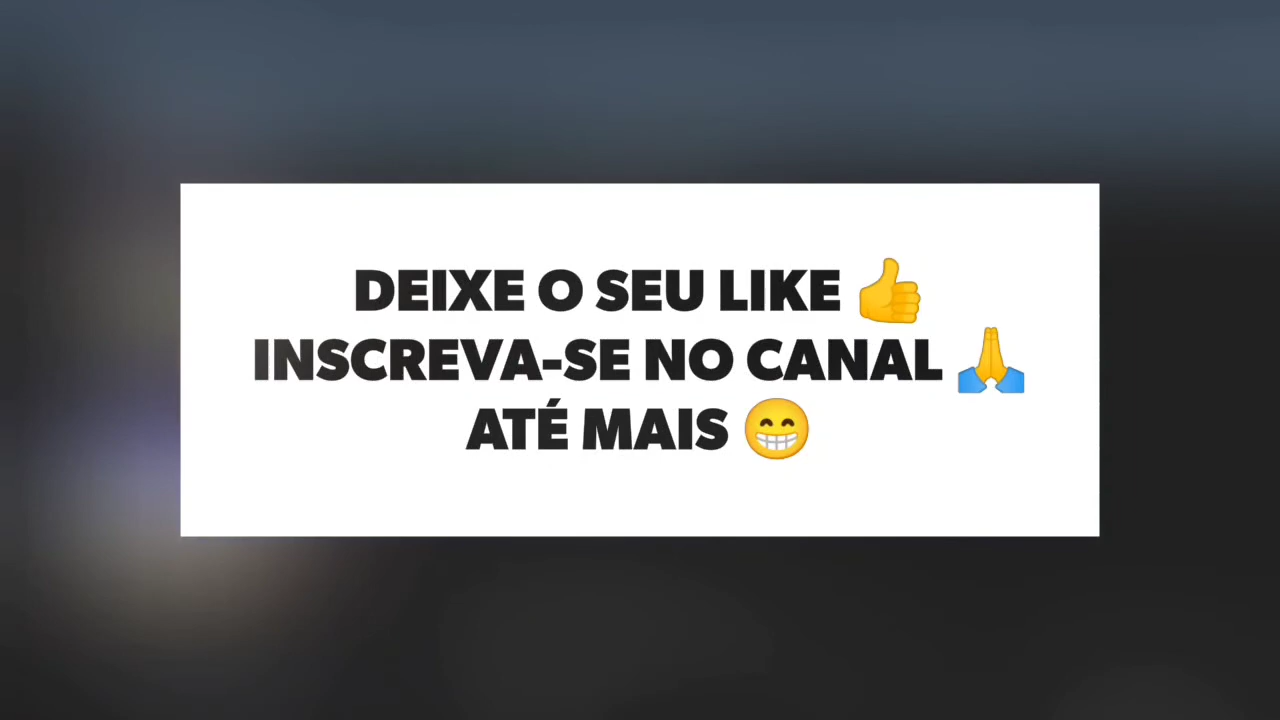 DEIXE O SEU LIKE 👍
INSCREVA-SE NO CANAL 🙏
ATÉ MAIS 😁